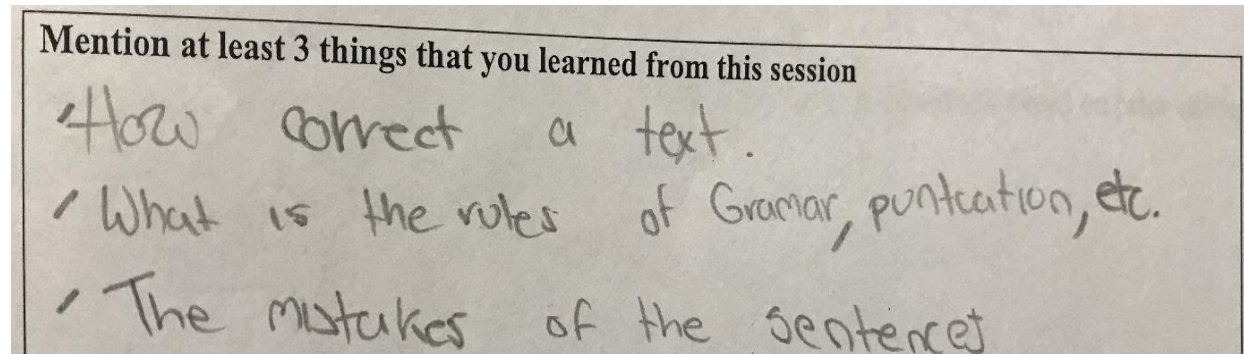 Mention at least 3 things that you learned from this session
How correct a text.
What is the rules of Gramar, puntcation, etc.
The mistakes of the sentences